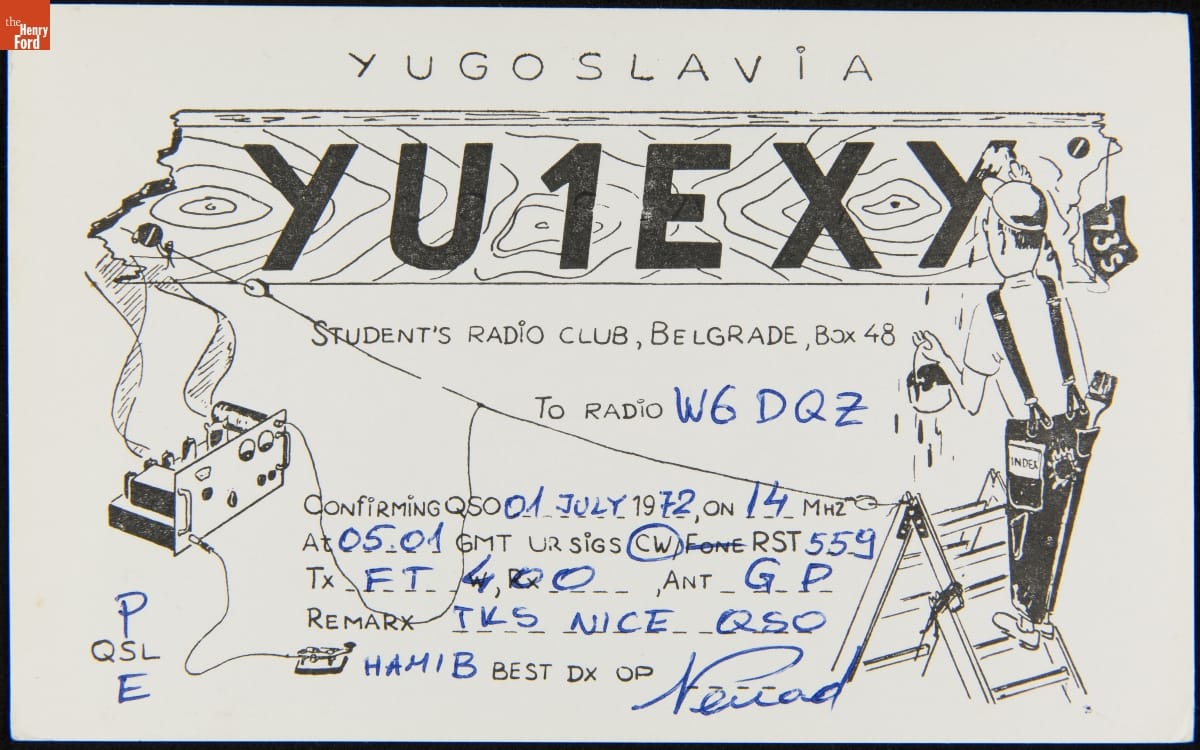 the Henry Ford
YUGOSLAVIA
YU1EXY
73's
STUDENT'S RADIO CLUB, BELGRADE, BOX 48
TO RADIO W6DQZ
INDEX
CONFIRMING QSO 01 JULY 1972, ON 14 MHZ
At 05.01 GMT UR SIGS CW FONE RST 559
Tx FT 400 W, Rx , ANT GP
REMARX TKS NICE QSO
P
QSL
E
HAMIB BEST DX OP Nenad